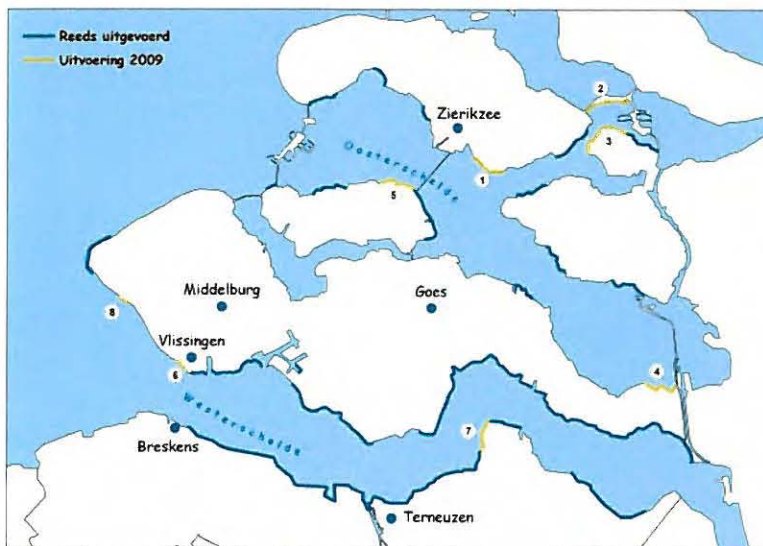 Reeds uitgevoerd
Uitvoering 2009
2
Zierikzee
3
Oosterschelde
1
5
Middelburg
Goes
8
Vlissingen
6
4
Westerschelde
7
Breskens
Terneuzen